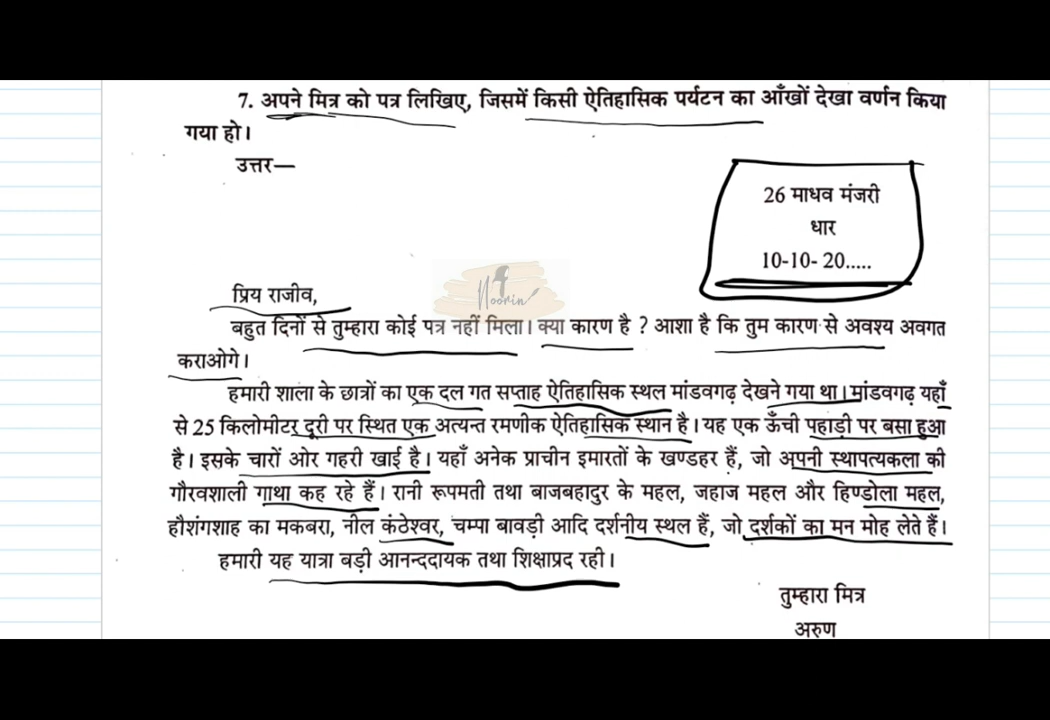 7. अपने मित्र को पत्र लिखिए, जिसमें किसी ऐतिहासिक पर्यटन का आँखों देखा वर्णन किया
गया हो।
उत्तर—
26 माधव मंजरी
धार
10-10- 20.....
प्रिय राजीव,
Noorin
बहुत दिनों से तुम्हारा कोई पत्र नहीं मिला। क्या कारण है ? आशा है कि तुम कारण से अवश्य अवगत
कराओगे।
हमारी शाला के छात्रों का एक दल गत सप्ताह ऐतिहासिक स्थल मांडवगढ़ देखने गया था। मांडवगढ़ यहाँ
से 25 किलोमीटर दूरी पर स्थित एक अत्यन्त रमणीक ऐतिहासिक स्थान है। यह एक ऊँची पहाड़ी पर बसा हुआ
है। इसके चारों ओर गहरी खाई है। यहाँ अनेक प्राचीन इमारतों के खण्डहर हैं, जो अपनी स्थापत्यकला की
गौरवशाली गाथा कह रहे हैं। रानी रूपमती तथा बाजबहादुर के महल, जहाज महल और हिण्डोला महल,
हौशंगशाह का मकबरा, नील कंठेश्वर, चम्पा बावड़ी आदि दर्शनीय स्थल हैं, जो दर्शकों का मन मोह लेते हैं।
हमारी यह यात्रा बड़ी आनन्ददायक तथा शिक्षाप्रद रही।
तुम्हारा मित्र
अरुण